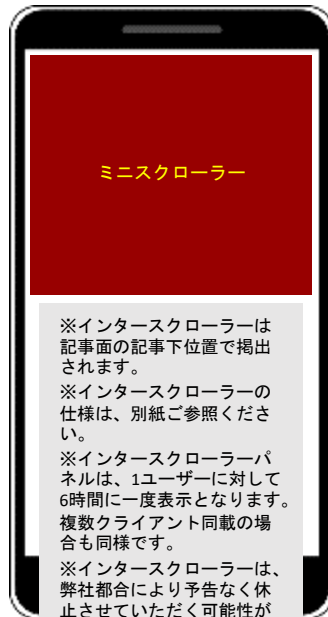 ミニスクローラー
※インタースクローラーは
記事面の記事下位置で掲出
されます。
※インタースクローラーの
仕様は、別紙ご参照くださ
い。
※インタースクローラーパ
ネルは、1ユーザーに対して
6時間に一度表示となります。
複数クライアント同載の場
合も同様です。
※インタースクローラーは、
弊社都合により予告なく休
止させていただく可能性が